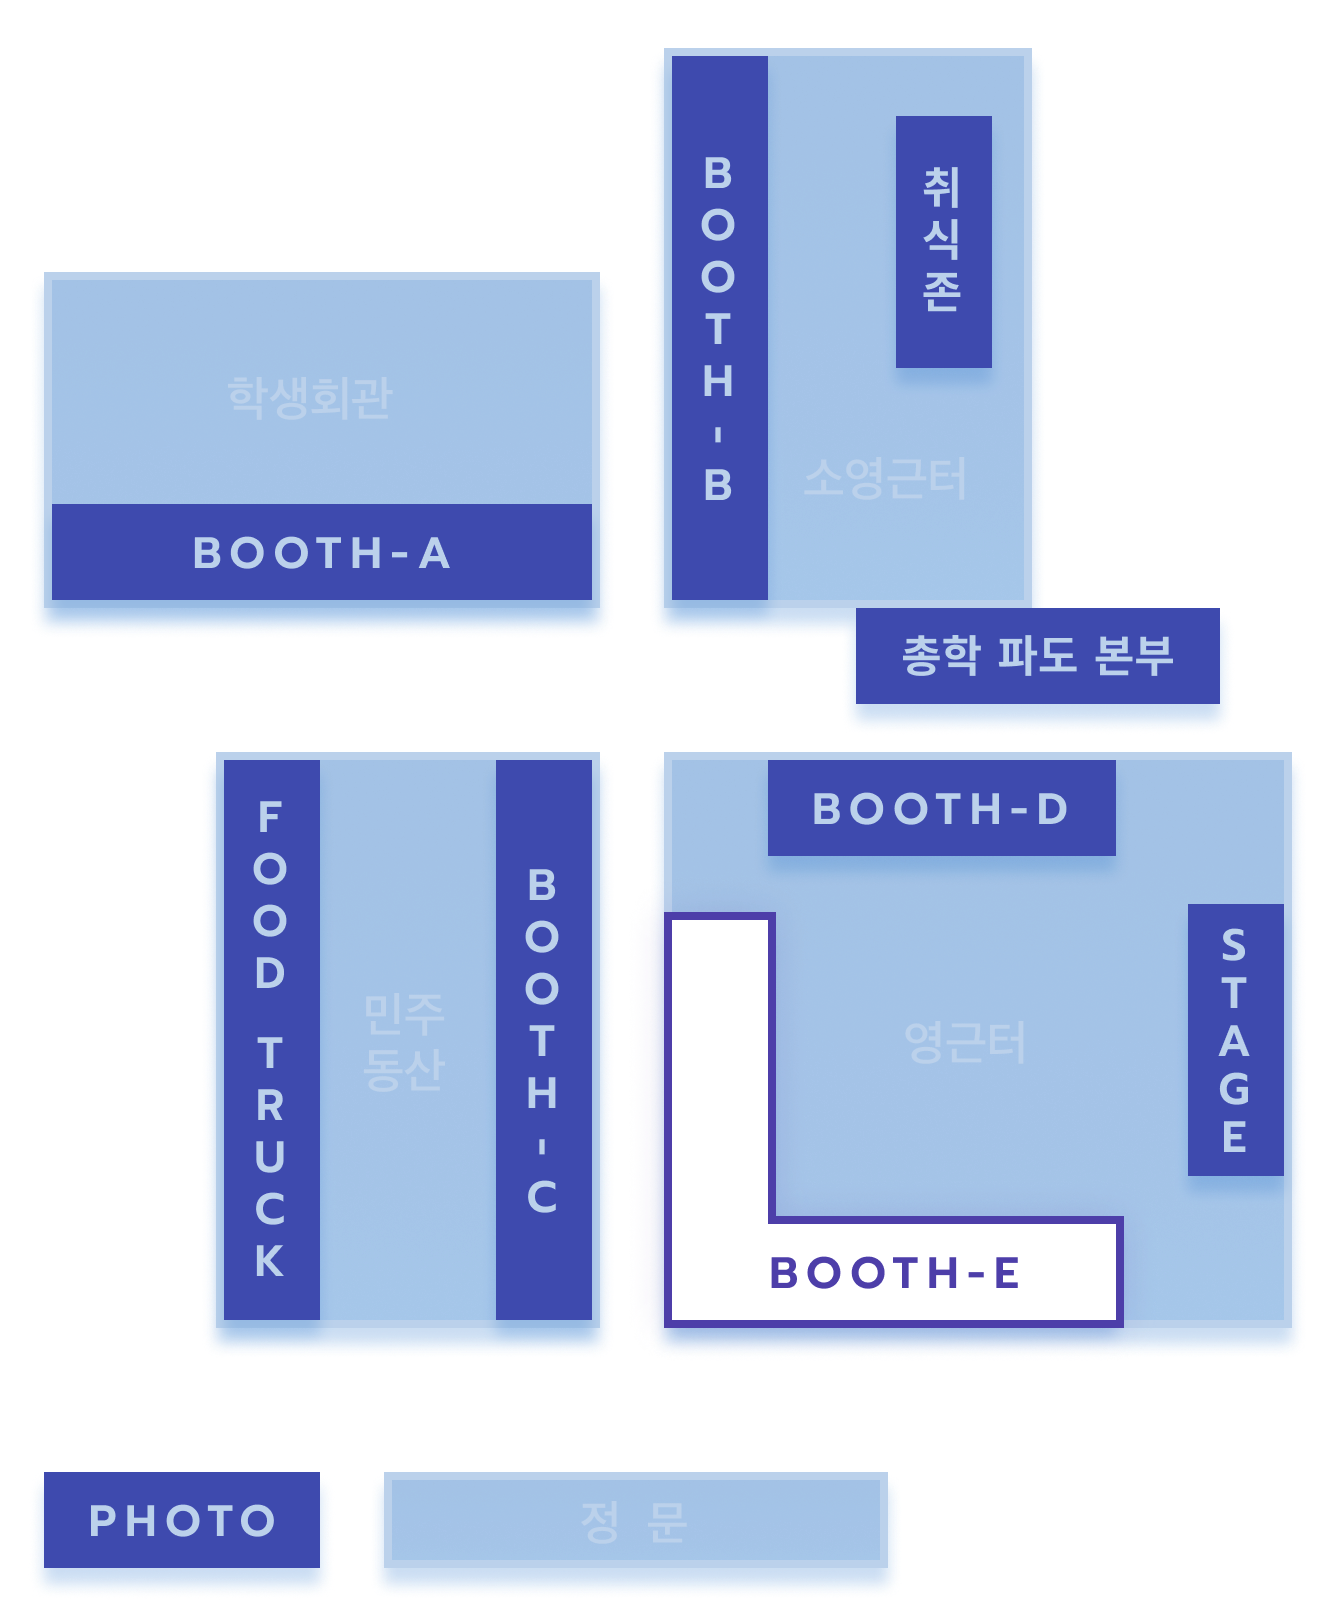 BOOTH-B
취식존
학생회관
소영근터
BOOTH-A
총학 파도 본부
FOOD TRUCK
민주
동산
BOOTH-C
BOOTH-D
STAGE
영근터
BOOTH-E
PHOTO
정 문